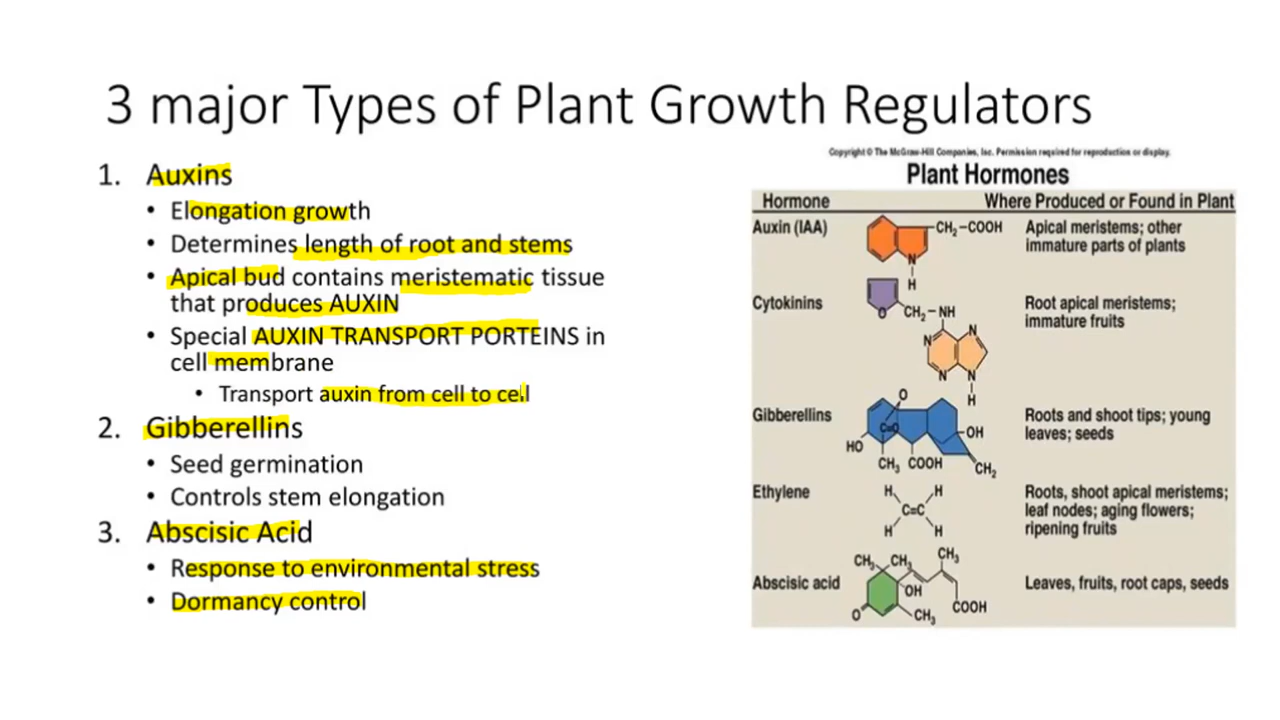 3 major Types of Plant Growth Regulators
1. Auxins
• Elongation growth
• Determines length of root and stems
• Apical bud contains meristematic tissue
that produces AUXIN
• Special AUXIN TRANSPORT PORTEINS in
cell membrane
• Transport auxin from cell to cell
2. Gibberellins
• Seed germination
• Controls stem elongation
3. Abscisic Acid
• Response to environmental stress
• Dormancy control
Copyright © The McGraw-Hill Companies, Inc. Permission required for reproduction or display.
Plant Hormones
Hormone Where Produced or Found in Plant
Auxin (IAA) CH₂–COOH N H Apical meristems; other
immature parts of plants
Cytokinins O CH₂–NH N N N N H Root apical meristems;
immature fruits
Gibberellins O C=O HO OH CH₃ COOH CH₂ Roots and shoot tips; young
leaves; seeds
Ethylene H H C=C H H Roots, shoot apical meristems;
leaf nodes; aging flowers;
ripening fruits
Abscisic acid CH₃ CH₃ CH₃ OH O CH₃ COOH Leaves, fruits, root caps, seeds